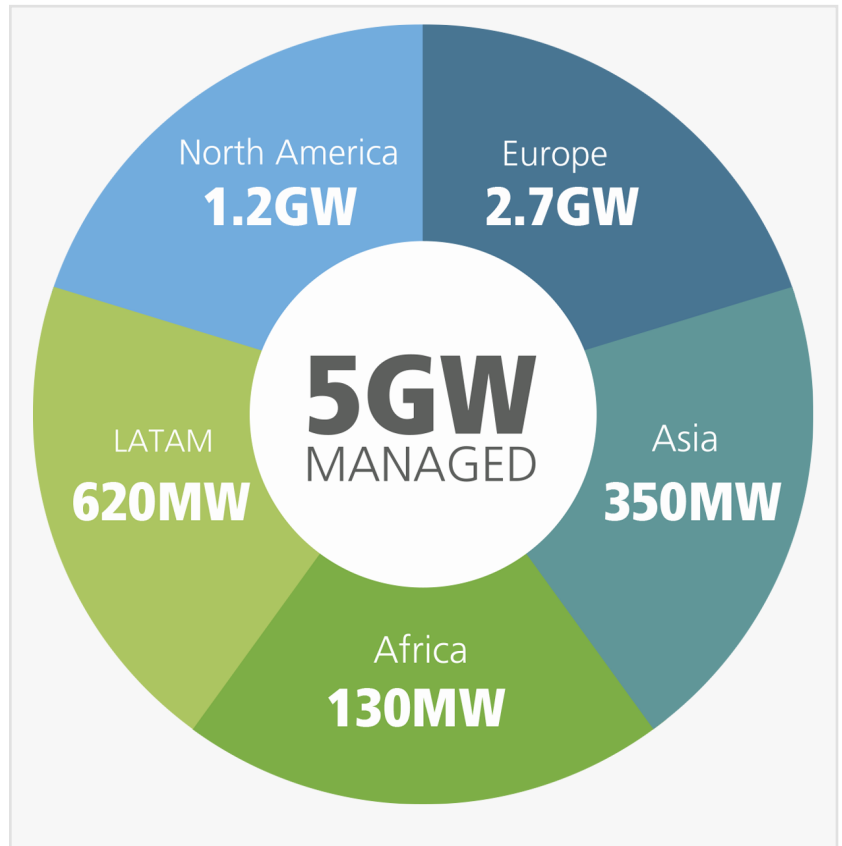 North America
1.2GW
Europe
2.7GW
5GW
MANAGED
LATAM
620MW
Asia
350MW
Africa
130MW